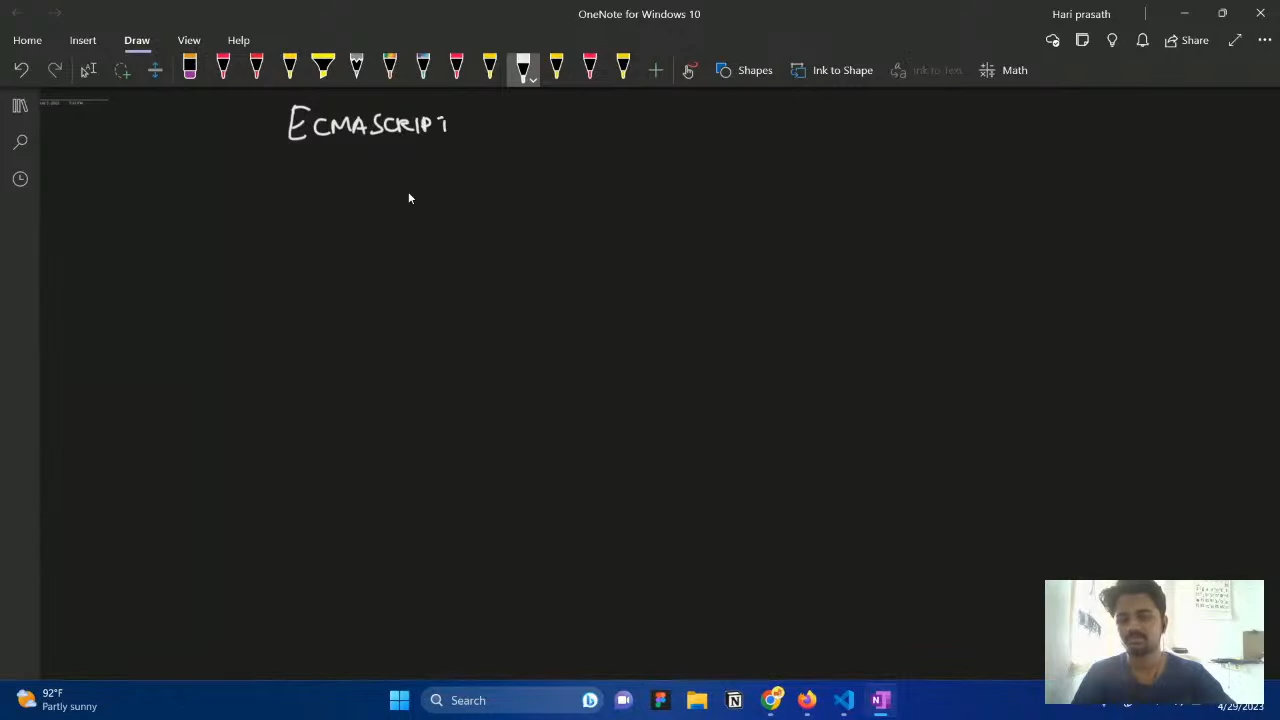 OneNote for Windows 10
Hari prasath
Home
Insert
Draw
View
Help
Share
Shapes
Ink to Shape
Ink to Text
Math
ECMASCRIPT
92°F
Partly sunny
Search